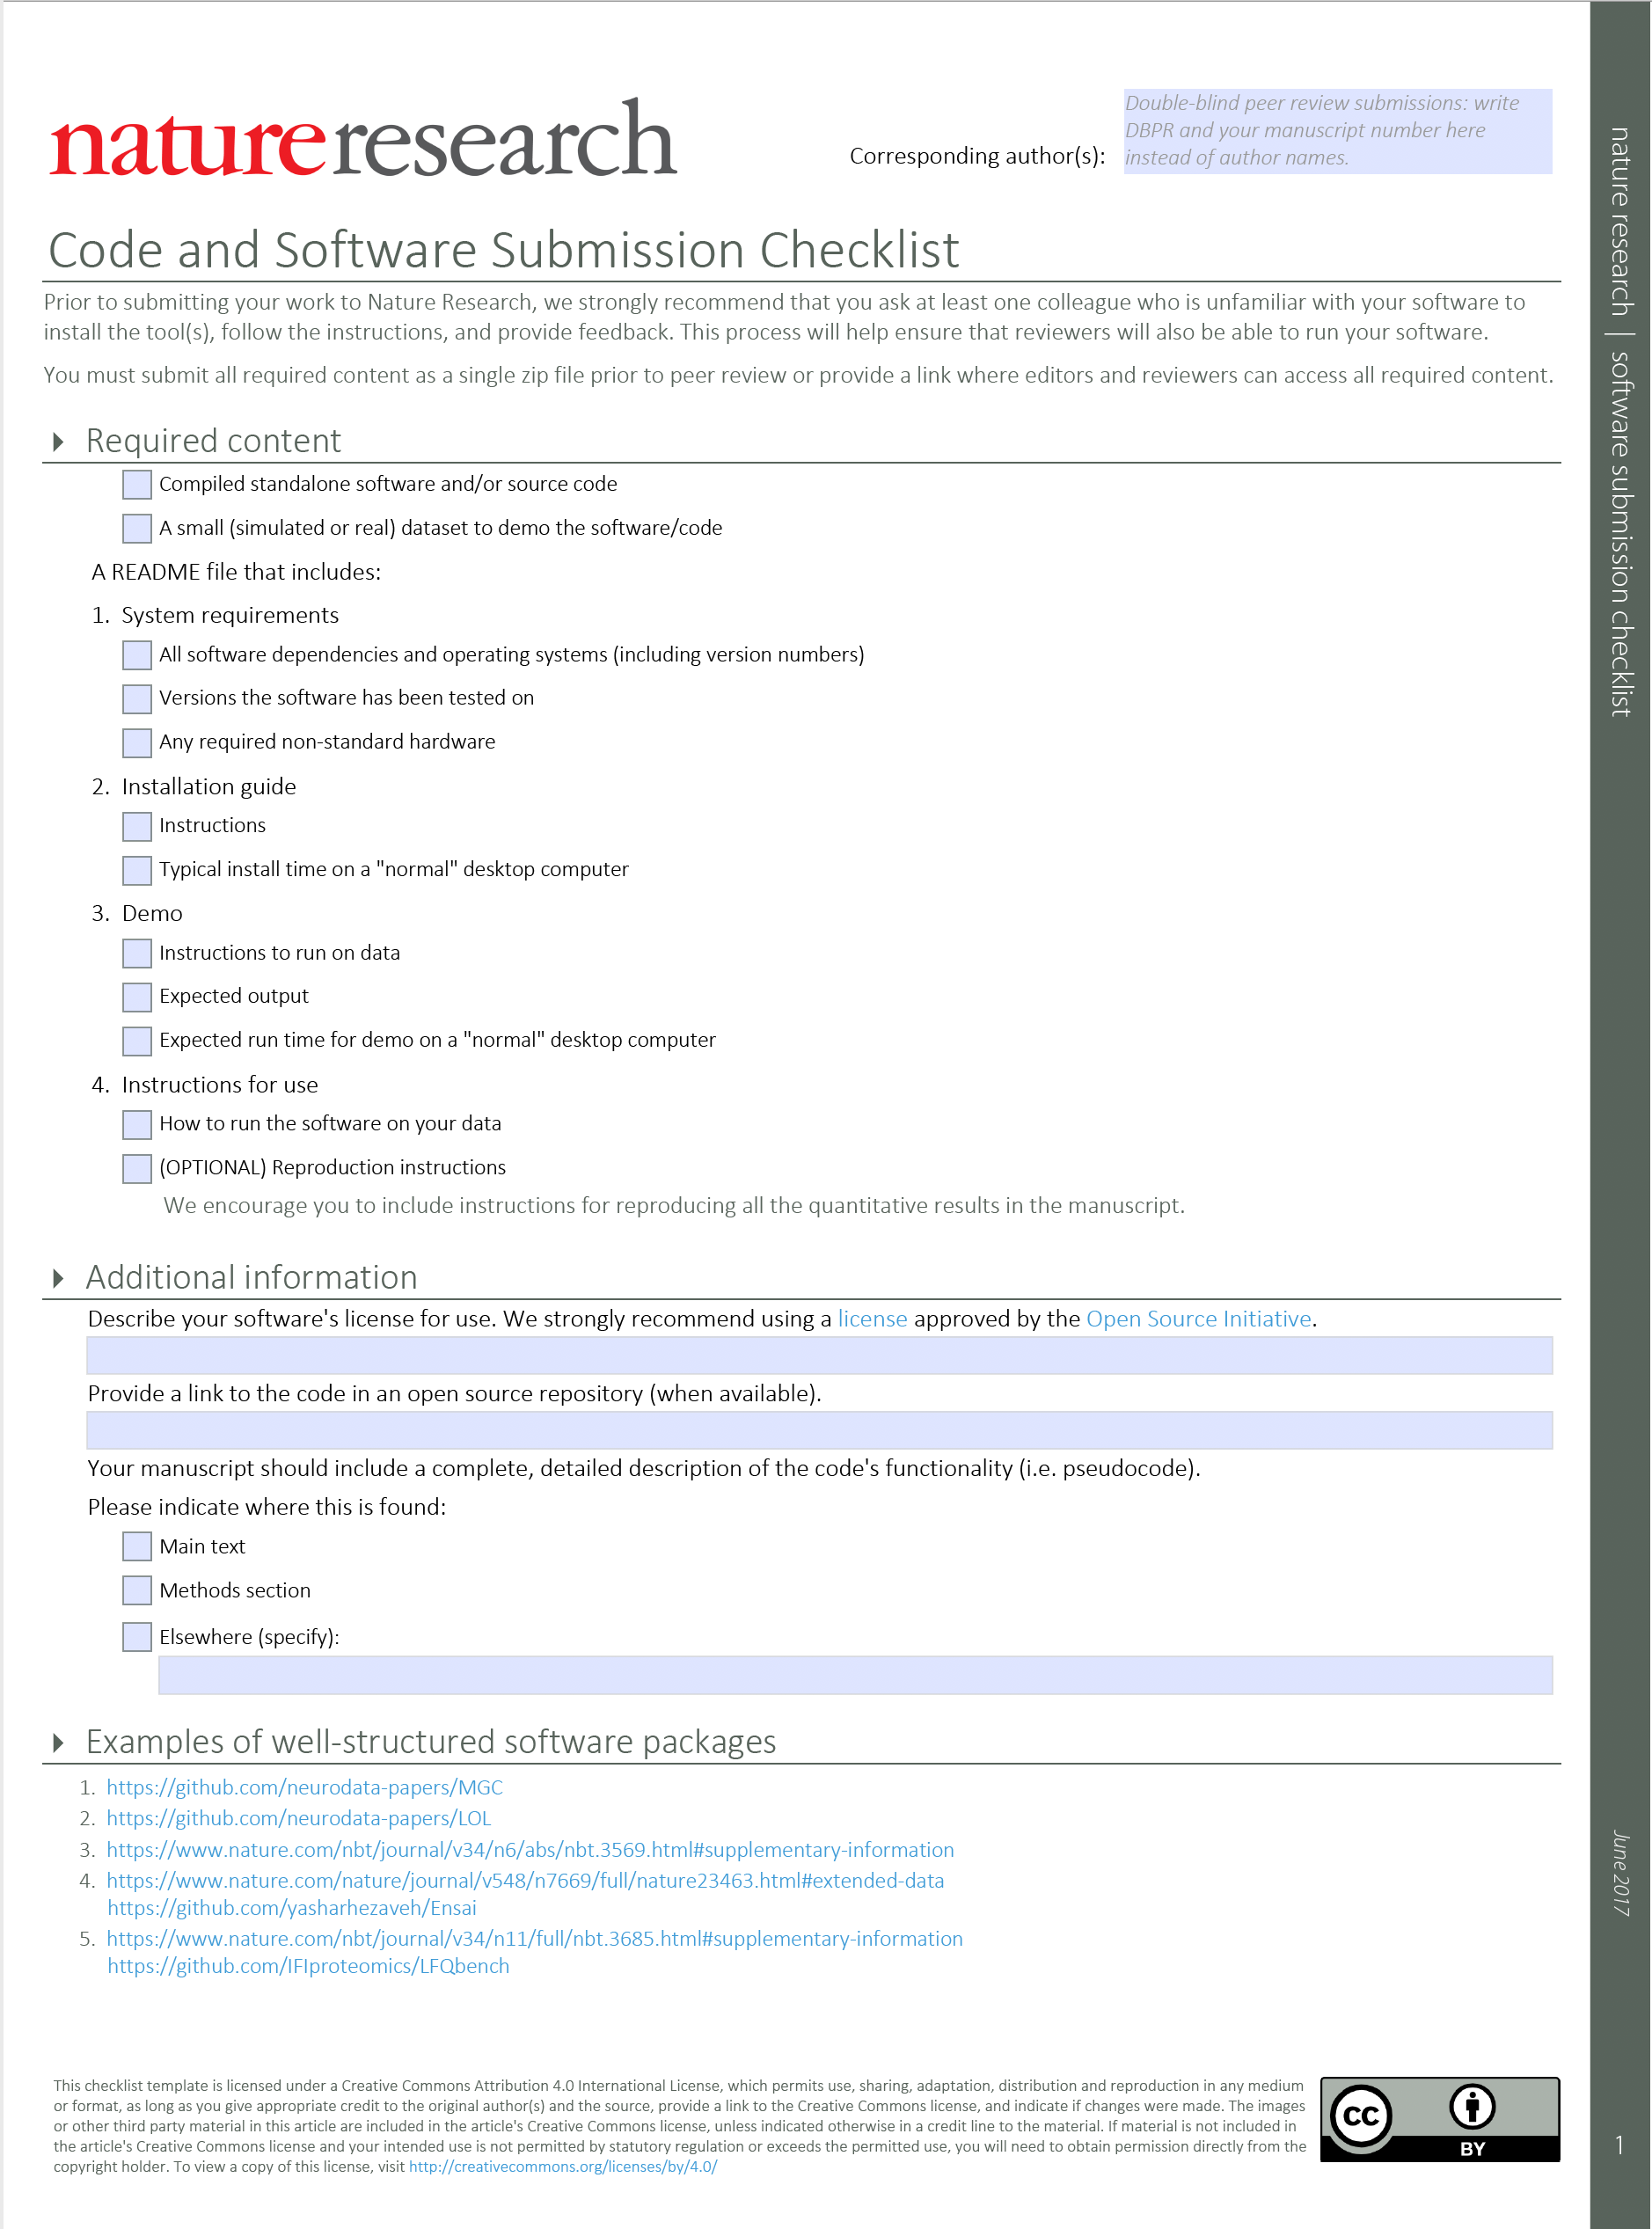 natureresearch
Corresponding author(s):
Double-blind peer review submissions: write
DBPR and your manuscript number here
instead of author names.
Code and Software Submission Checklist
Prior to submitting your work to Nature Research, we strongly recommend that you ask at least one colleague who is unfamiliar with your software to
install the tool(s), follow the instructions, and provide feedback. This process will help ensure that reviewers will also be able to run your software.
You must submit all required content as a single zip file prior to peer review or provide a link where editors and reviewers can access all required content.
Required content
Compiled standalone software and/or source code
A small (simulated or real) dataset to demo the software/code
A README file that includes:
1. System requirements
All software dependencies and operating systems (including version numbers)
Versions the software has been tested on
Any required non-standard hardware
2. Installation guide
Instructions
Typical install time on a "normal" desktop computer
3. Demo
Instructions to run on data
Expected output
Expected run time for demo on a "normal" desktop computer
4. Instructions for use
How to run the software on your data
(OPTIONAL) Reproduction instructions
We encourage you to include instructions for reproducing all the quantitative results in the manuscript.
Additional information
Describe your software's license for use. We strongly recommend using a license approved by the Open Source Initiative.
Provide a link to the code in an open source repository (when available).
Your manuscript should include a complete, detailed description of the code's functionality (i.e. pseudocode).
Please indicate where this is found:
Main text
Methods section
Elsewhere (specify):
Examples of well-structured software packages
1. https://github.com/neurodata-papers/MGC
2. https://github.com/neurodata-papers/LOL
3. https://www.nature.com/nbt/journal/v34/n6/abs/nbt.3569.html#supplementary-information
4. https://www.nature.com/nature/journal/v548/n7669/full/nature23463.html#extended-data
https://github.com/yasharhezaveh/Ensai
5. https://www.nature.com/nbt/journal/v34/n11/full/nbt.3685.html#supplementary-information
https://github.com/IFIproteomics/LFQbench
This checklist template is licensed under a Creative Commons Attribution 4.0 International License, which permits use, sharing, adaptation, distribution and reproduction in any medium
or format, as long as you give appropriate credit to the original author(s) and the source, provide a link to the Creative Commons license, and indicate if changes were made. The images
or other third party material in this article are included in the article's Creative Commons license, unless indicated otherwise in a credit line to the material. If material is not included in
the article's Creative Commons license and your intended use is not permitted by statutory regulation or exceeds the permitted use, you will need to obtain permission directly from the
copyright holder. To view a copy of this license, visit http://creativecommons.org/licenses/by/4.0/
cc
BY
nature research | software submission checklist
June 2017
1